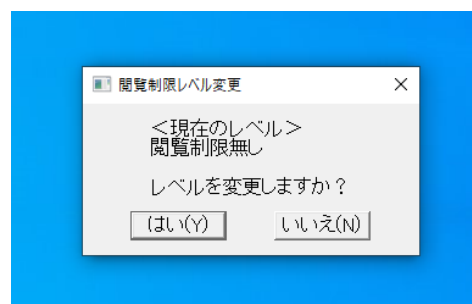 閲覧制限レベル変更
＜現在のレベル＞
閲覧制限無し
レベルを変更しますか？
はい(Y)
いいえ(N)